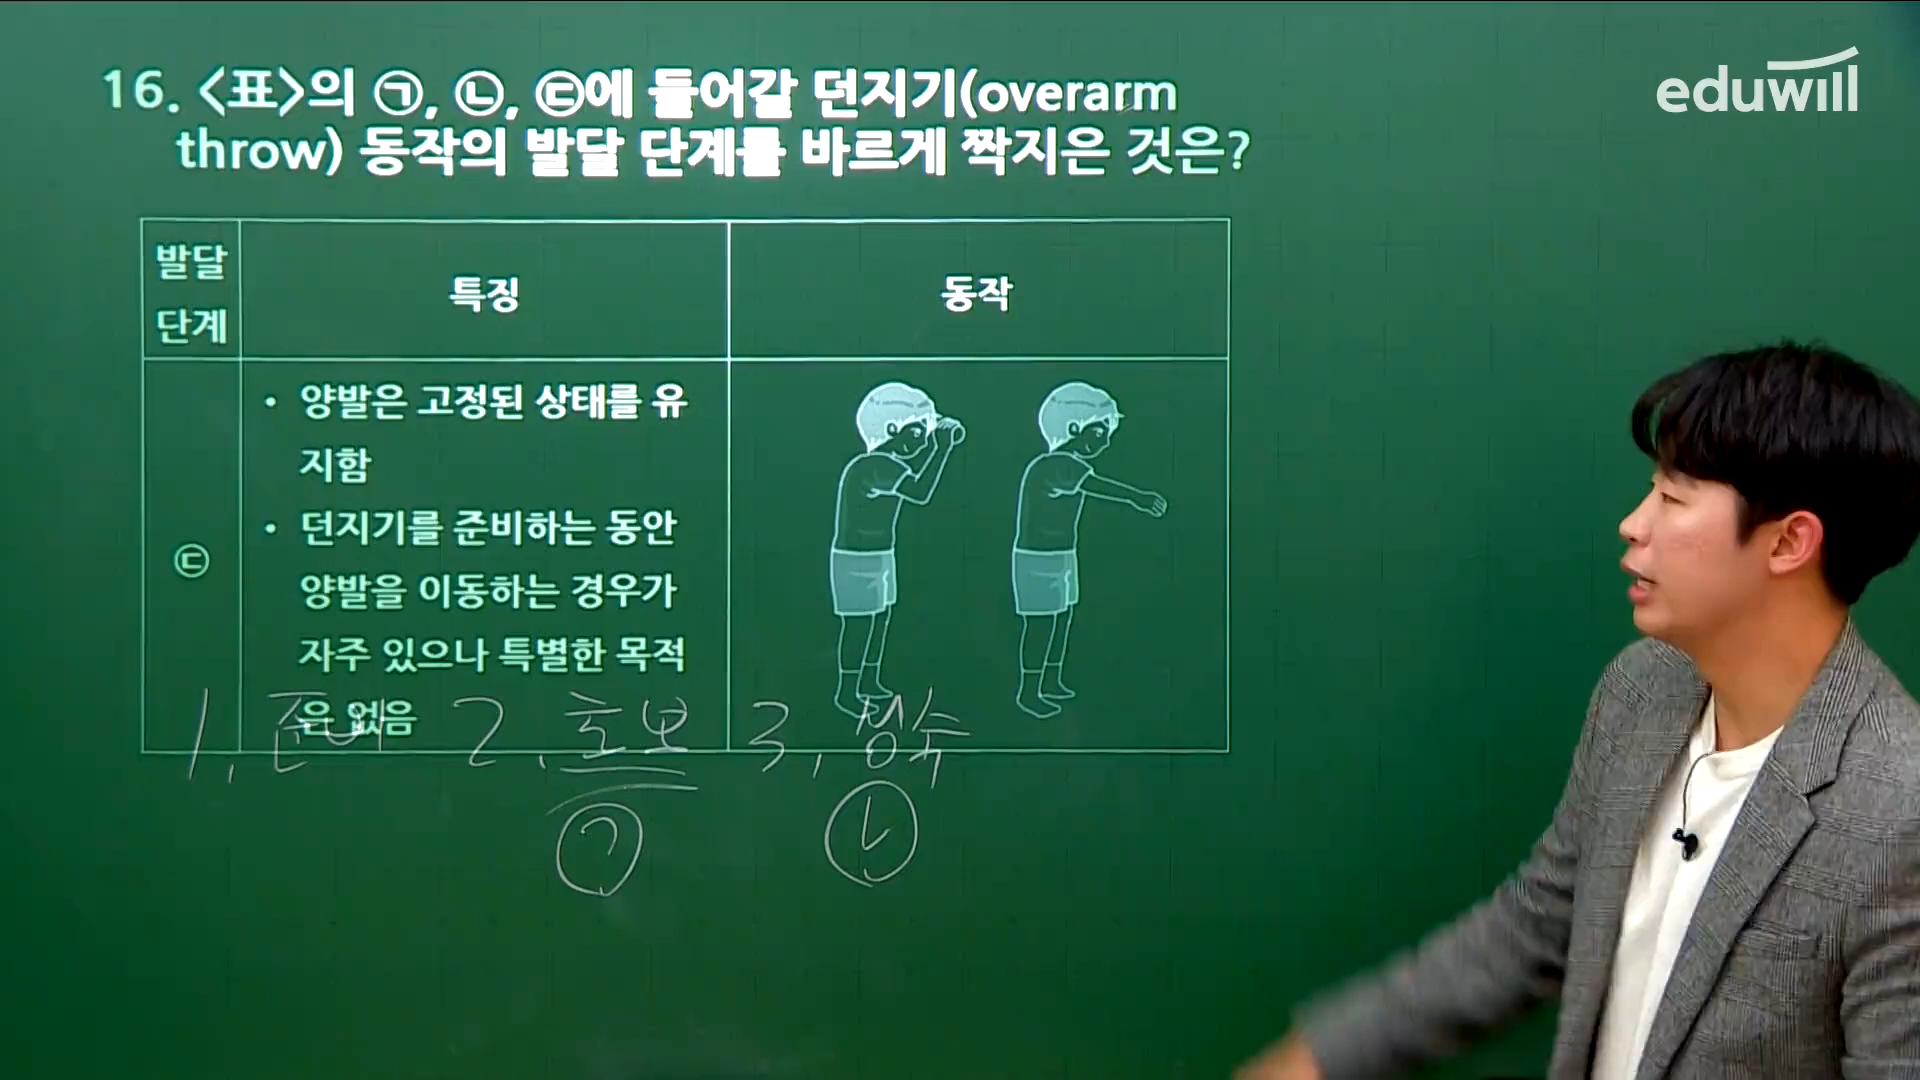 eduwill
16. <표>의 ㉠, ㉡, ㉢에 들어갈 던지기(overarm
throw) 동작의 발달 단계를 바르게 짝지은 것은?
발달
단계
특징
동작
㉢
• 양발은 고정된 상태를 유
지함
• 던지기를 준비하는 동안
양발을 이동하는 경우가
자주 있으나 특별한 목적
은 없음
1. 준비 2. 초보 3. 성숙
㉠ ㉡